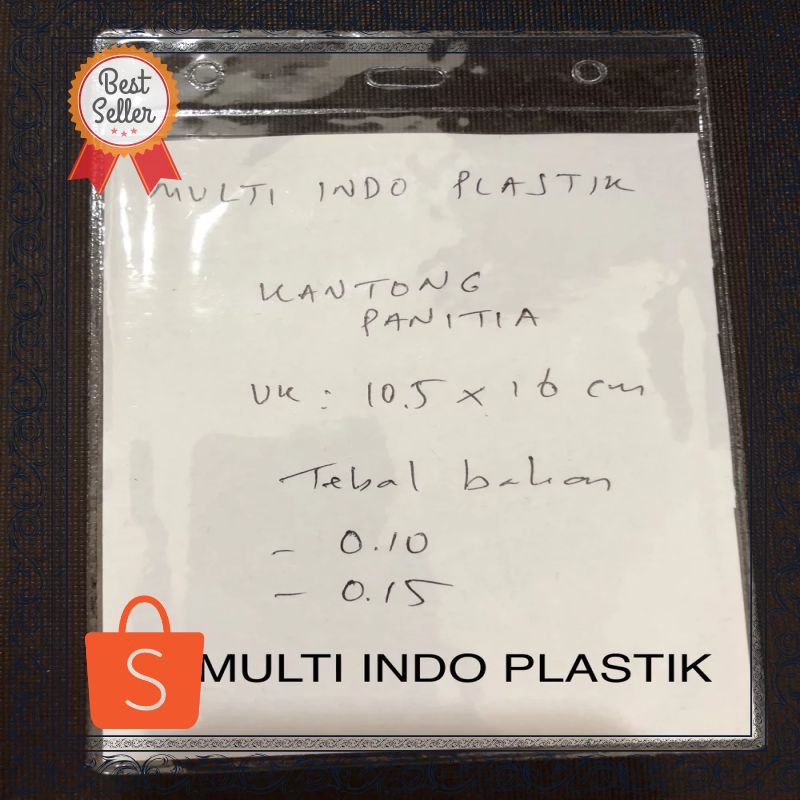 Best
Seller
MULTI INDO PLASTIK
KANTONG
PANITIA
UK : 10.5 x 16 cm
Tebal bahan
- 0.10
- 0.15
S
MULTI INDO PLASTIK